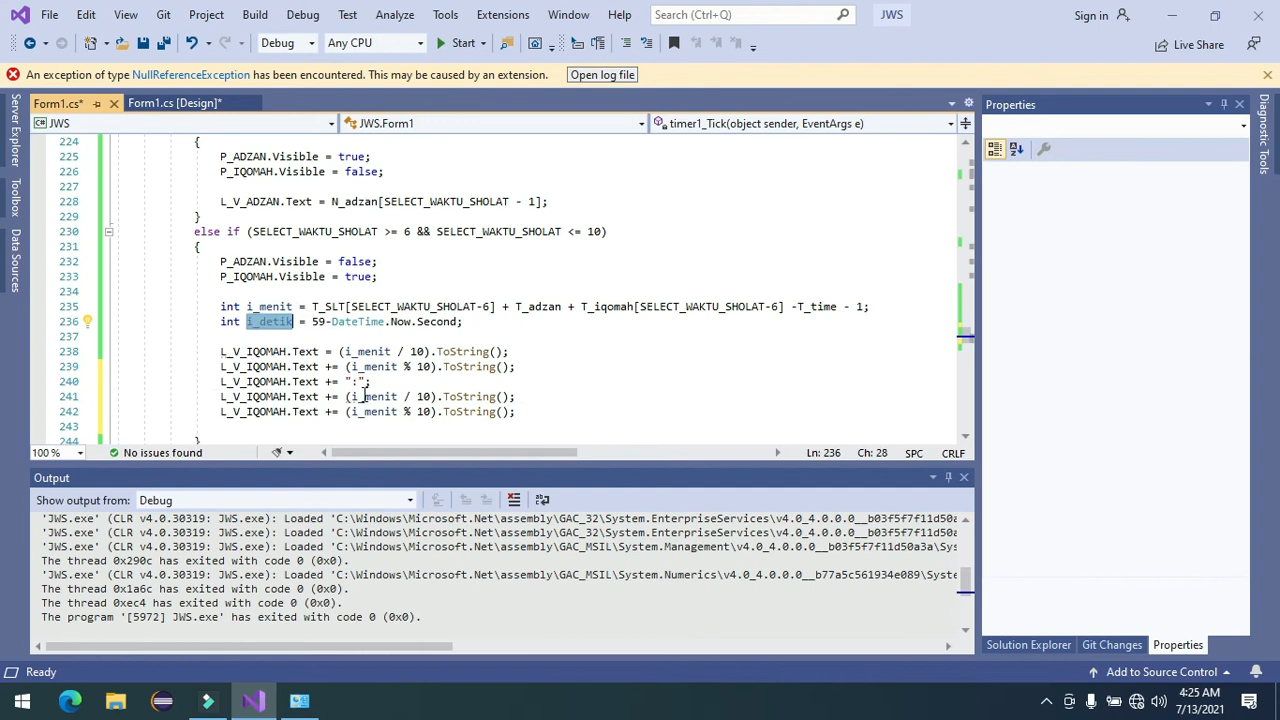 File Edit View Git Project Build Debug Test Analyze Tools Extensions Window Help Search (Ctrl+Q) JWS Sign in
Debug Any CPU Start Live Share
An exception of type NullReferenceException has been encountered. This may be caused by an extension. Open log file
Form1.cs* Form1.cs [Design]* Properties
JWS JWS.Form1 timer1_Tick(object sender, EventArgs e)
Server Explorer
Toolbox
Data Sources
Diagnostic Tools
224 {
225 P_ADZAN.Visible = true;
226 P_IQOMAH.Visible = false;
227
228 L_V_ADZAN.Text = N_adzan[SELECT_WAKTU_SHOLAT - 1];
229 }
230 else if (SELECT_WAKTU_SHOLAT >= 6 && SELECT_WAKTU_SHOLAT <= 10)
231 {
232 P_ADZAN.Visible = false;
233 P_IQOMAH.Visible = true;
234
235 int i_menit = T_SLT[SELECT_WAKTU_SHOLAT-6] + T_adzan + T_iqomah[SELECT_WAKTU_SHOLAT-6] -T_time - 1;
236 int i_detik = 59-DateTime.Now.Second;
237
238 L_V_IQOMAH.Text = (i_menit / 10).ToString();
239 L_V_IQOMAH.Text += (i_menit % 10).ToString();
240 L_V_IQOMAH.Text += ":";
241 L_V_IQOMAH.Text += (i_menit / 10).ToString();
242 L_V_IQOMAH.Text += (i_menit % 10).ToString();
243
244 }
100 % No issues found Ln: 236 Ch: 28 SPC CRLF
Output
Show output from: Debug
'JWS.exe' (CLR v4.0.30319: JWS.exe): Loaded 'C:\Windows\Microsoft.Net\assembly\GAC_32\System.EnterpriseServices\v4.0_4.0.0.0__b03f5f7f11d50a
'JWS.exe' (CLR v4.0.30319: JWS.exe): Loaded 'C:\Windows\Microsoft.Net\assembly\GAC_32\System.EnterpriseServices\v4.0_4.0.0.0__b03f5f7f11d50a
'JWS.exe' (CLR v4.0.30319: JWS.exe): Loaded 'C:\Windows\Microsoft.Net\assembly\GAC_MSIL\System.Management\v4.0_4.0.0.0__b03f5f7f11d50a3a\Sys
The thread 0x290c has exited with code 0 (0x0).
'JWS.exe' (CLR v4.0.30319: JWS.exe): Loaded 'C:\Windows\Microsoft.Net\assembly\GAC_MSIL\System.Numerics\v4.0_4.0.0.0__b77a5c561934e089\Syste
The thread 0x1a6c has exited with code 0 (0x0).
The thread 0xec4 has exited with code 0 (0x0).
The program '[5972] JWS.exe' has exited with code 0 (0x0).
Solution Explorer Git Changes Properties
Ready Add to Source Control
4:25 AM
7/13/2021